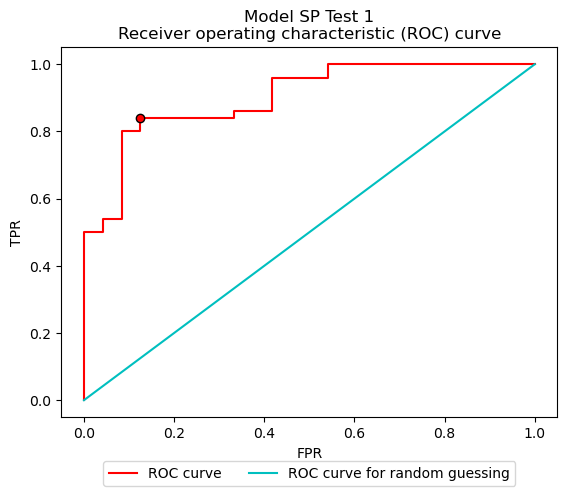 Model SP Test 1
Receiver operating characteristic (ROC) curve
1.0
0.8
0.6
0.4
0.2
0.0
TPR
0.0 0.2 0.4 0.6 0.8 1.0
FPR
ROC curve ROC curve for random guessing